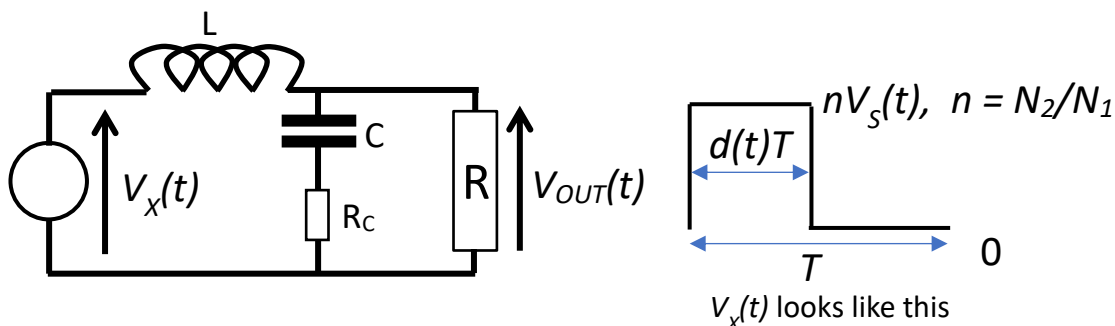 L
C
R_C
V_X(t)
R
V_OUT(t)
nV_S(t), n = N_2/N_1
d(t)T
T
0
V_x(t) looks like this